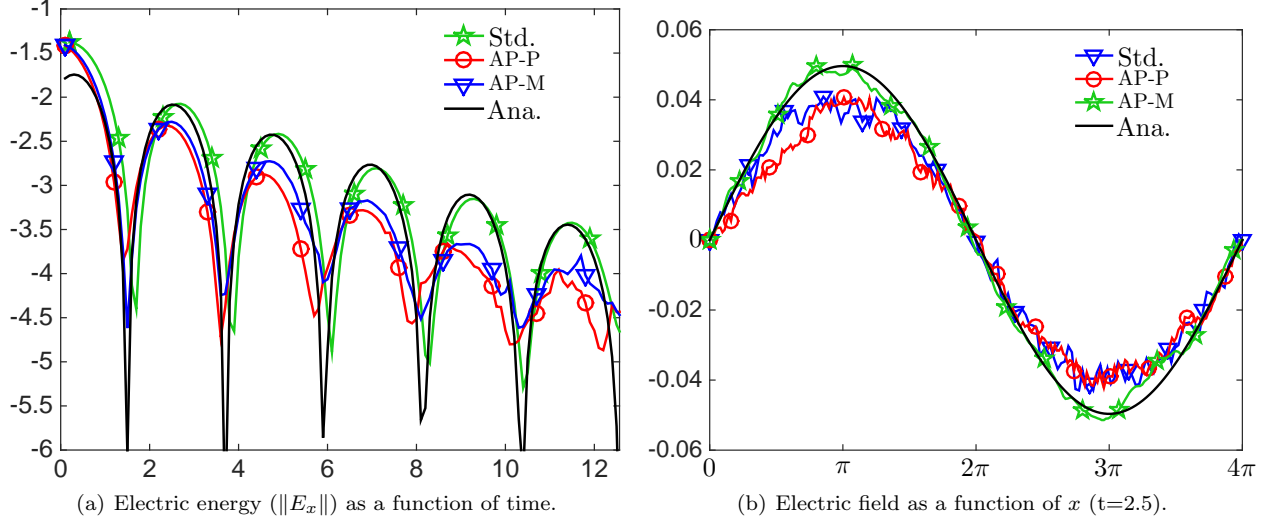 -1
-1.5
-2
-2.5
-3
-3.5
-4
-4.5
-5
-5.5
-6
0 2 4 6 8 10 12
Std.
AP-P
AP-M
Ana.
(a) Electric energy (‖E_x‖) as a function of time.
0.06
0.04
0.02
0
-0.02
-0.04
-0.06
0 π 2π 3π 4π
Std.
AP-P
AP-M
Ana.
(b) Electric field as a function of x (t=2.5).